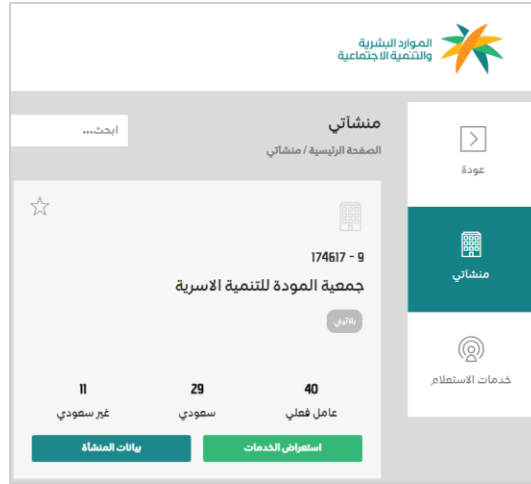 الموارد البشرية
والتنمية الاجتماعية
عودة
منشآتي
خدمات الاستعلام
منشآتي
الصفحة الرئيسية / منشآتي
ابحث...
174617 - 9
جمعية المودة للتنمية الاسرية
بلاتيني
40
عامل فعلي
29
سعودي
11
غير سعودي
استعراض الخدمات
بيانات المنشأة